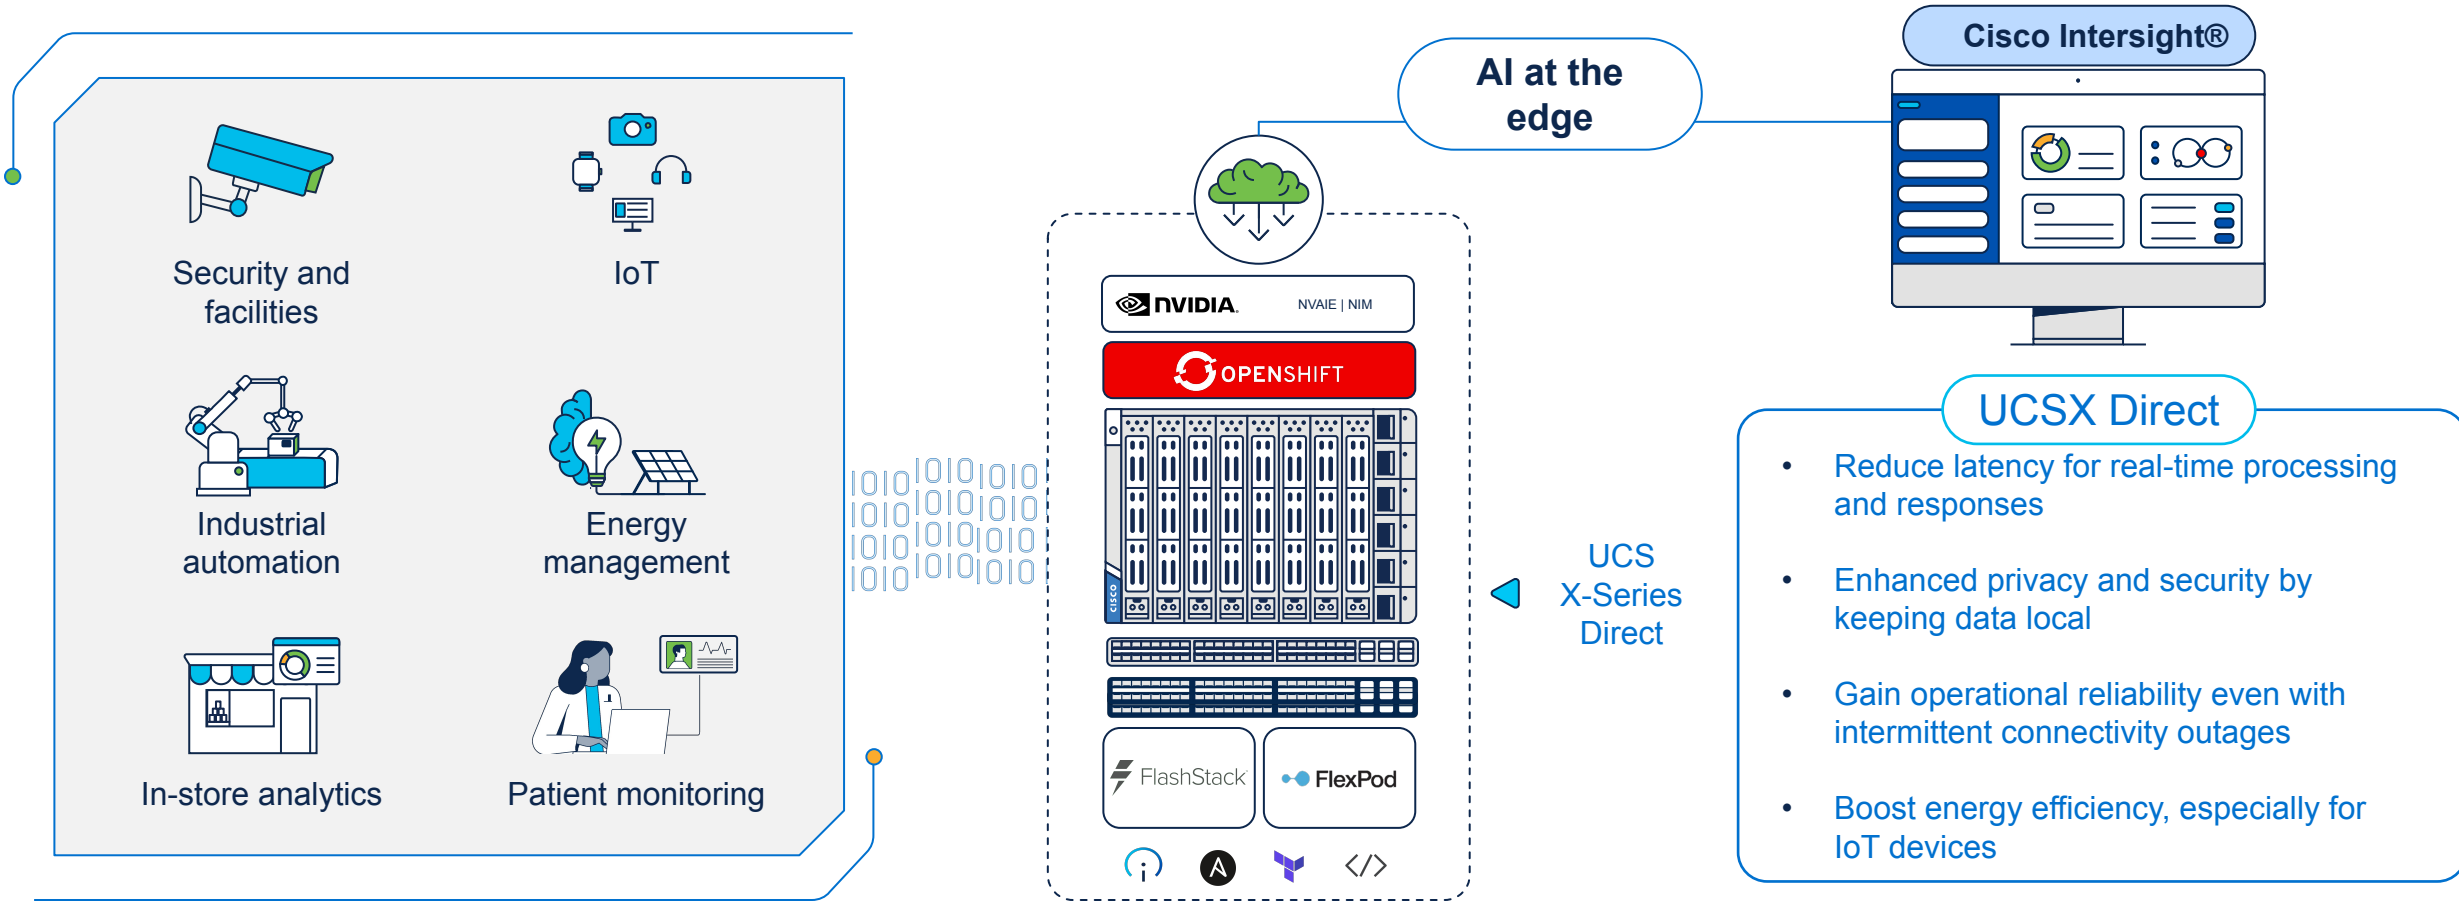 Cisco Intersight®
AI at the
edge
Security and
facilities
IoT
Industrial
automation
Energy
management
In-store analytics
Patient monitoring
NVIDIA.
NVAIE | NIM
OPENSHIFT
CISCO
FlashStack
FlexPod
UCS
X-Series
Direct
UCSX Direct
• Reduce latency for real-time processing
and responses
• Enhanced privacy and security by
keeping data local
• Gain operational reliability even with
intermittent connectivity outages
• Boost energy efficiency, especially for
IoT devices